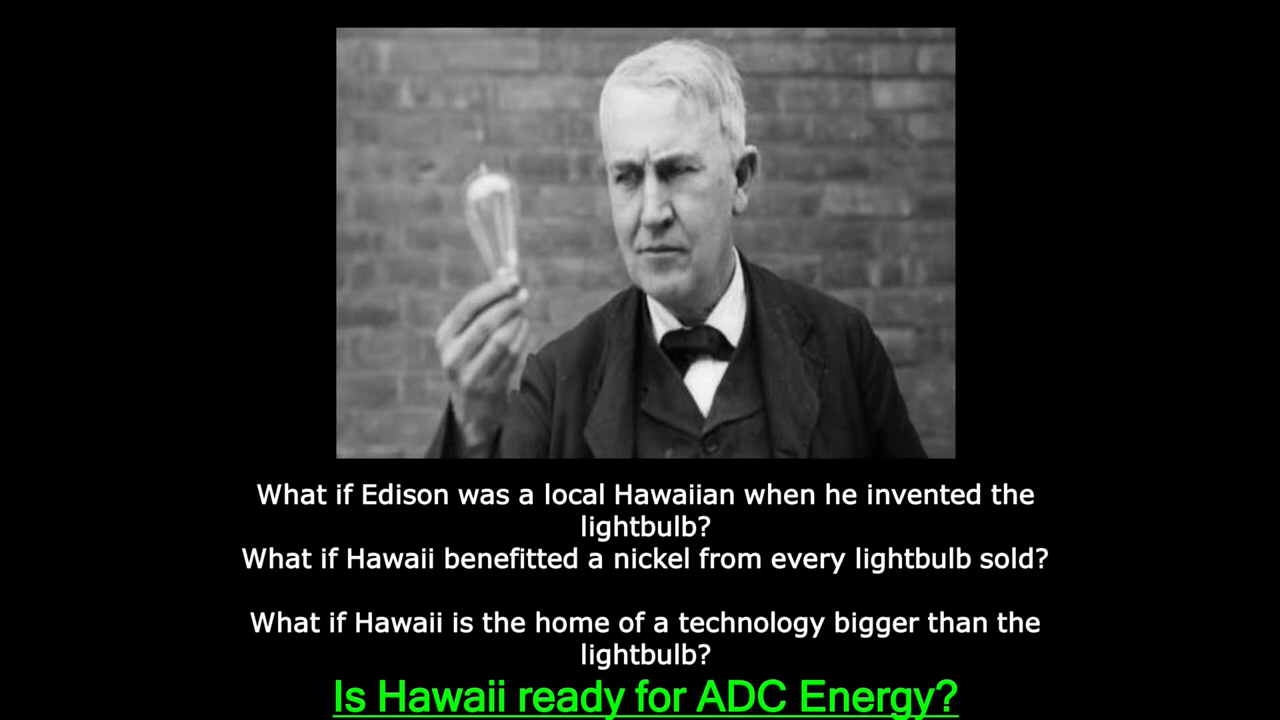 What if Edison was a local Hawaiian when he invented the
lightbulb?
What if Hawaii benefitted a nickel from every lightbulb sold?
What if Hawaii is the home of a technology bigger than the
lightbulb?
Is Hawaii ready for ADC Energy?